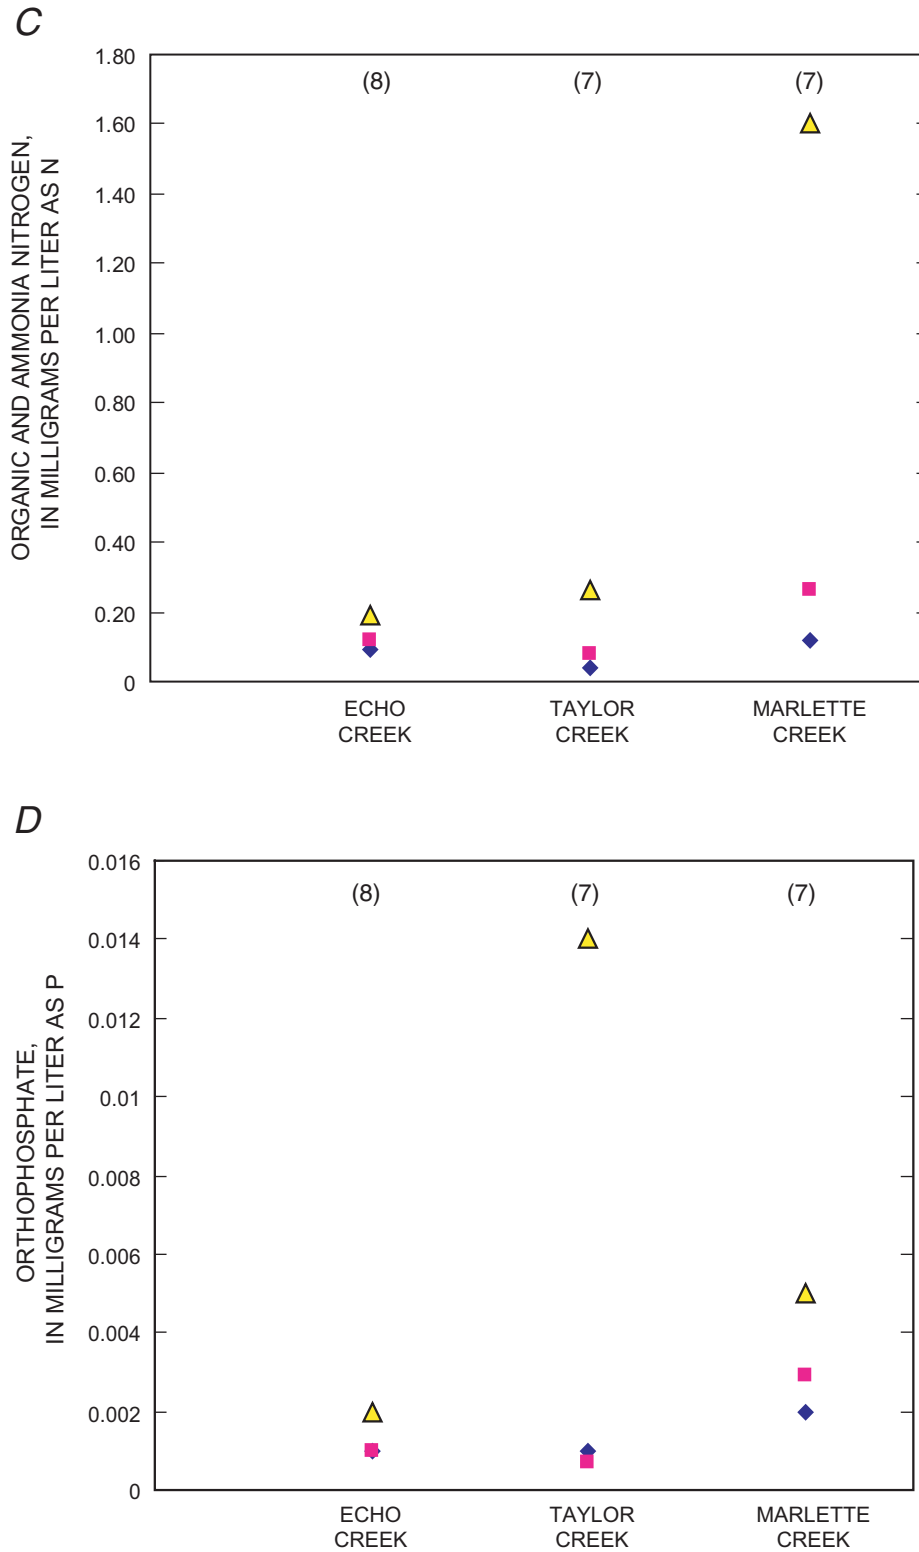 C
ORGANIC AND AMMONIA NITROGEN,
IN MILLIGRAMS PER LITER AS N
1.80
1.60
1.40
1.20
1.00
0.80
0.60
0.40
0.20
0
(8)
(7)
(7)
ECHO
CREEK
TAYLOR
CREEK
MARLETTE
CREEK
D
ORTHOPHOSPHATE,
IN MILLIGRAMS PER LITER AS P
0.016
0.014
0.012
0.01
0.008
0.006
0.004
0.002
0
(8)
(7)
(7)
ECHO
CREEK
TAYLOR
CREEK
MARLETTE
CREEK